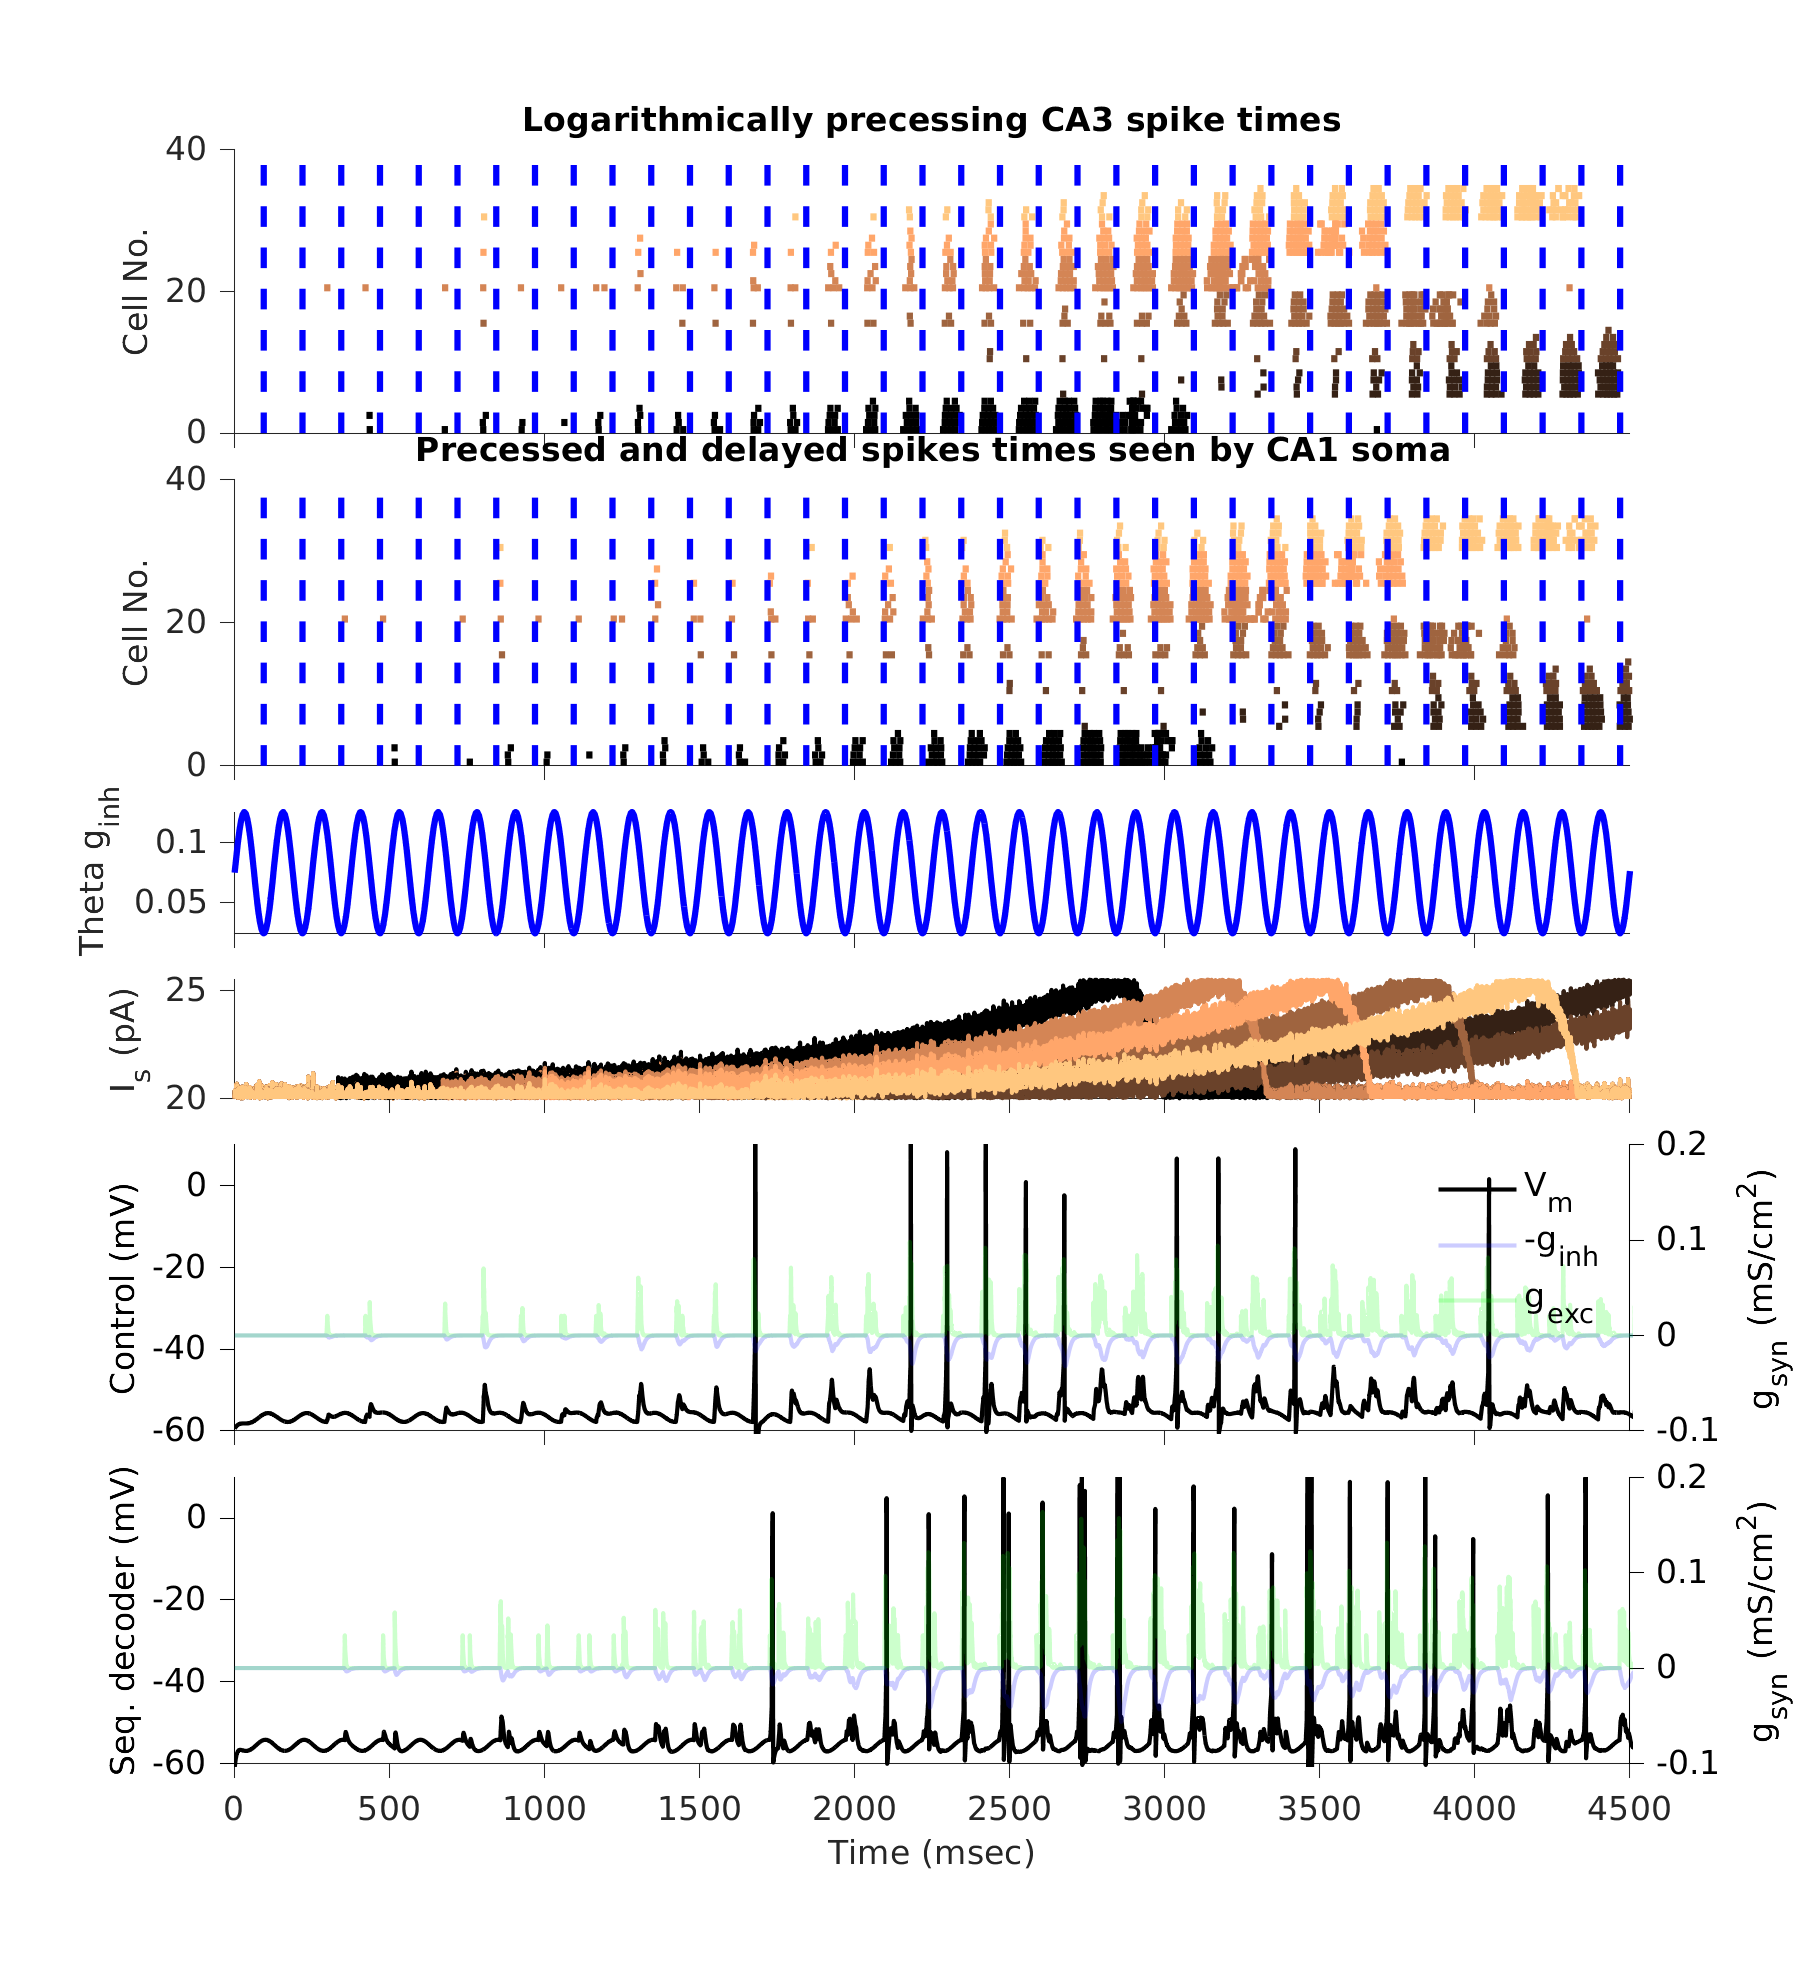 Logarithmically precessing CA3 spike times
40
20
0
Cell No.
Precessed and delayed spikes times seen by CA1 soma
40
20
0
Cell No.
0.1
0.05
Theta g_inh
25
20
I_s (pA)
0
-20
-40
-60
Control (mV)
V_m
-g_inh
g_exc
0.2
0.1
0
-0.1
g_syn (mS/cm^2)
0
-20
-40
-60
Seq. decoder (mV)
0.2
0.1
0
-0.1
g_syn (mS/cm^2)
0 500 1000 1500 2000 2500 3000 3500 4000 4500
Time (msec)